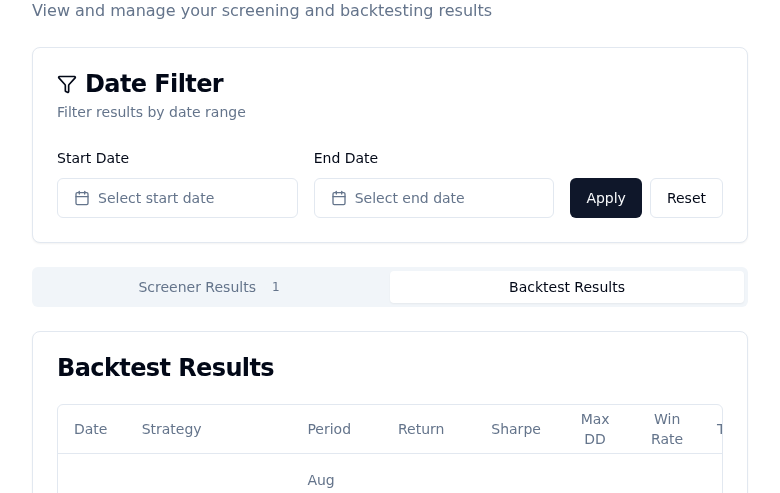 View and manage your screening and backtesting results
Date Filter
Filter results by date range
Start Date
End Date
Select start date
Select end date
Apply
Reset
Screener Results 1
Backtest Results
Backtest Results
Date
Strategy
Period
Return
Sharpe
Max
DD
Win
Rate
Aug